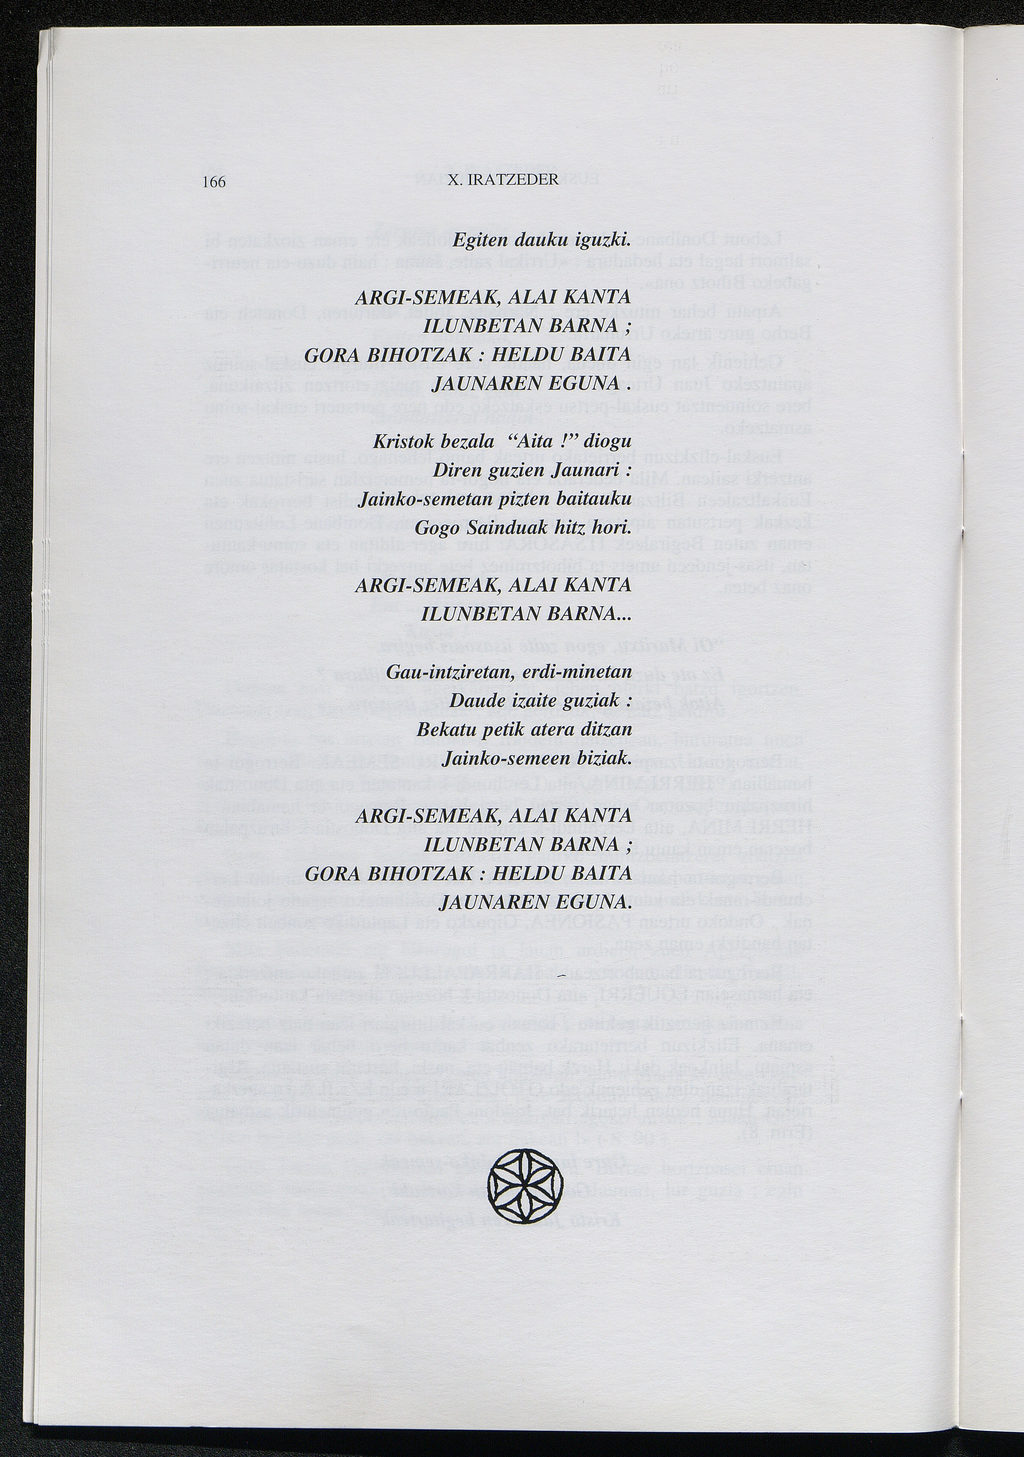 166
X. IRATZEDER
Egiten dauku iguzki.
ARGI-SEMEAK, ALAI KANTA
ILUNBETAN BARNA ;
GORA BIHOTZAK : HELDU BAITA
JAUNAREN EGUNA .
Kristok bezala “Aita !” diogu
Diren guzien Jaunari :
Jainko-semetan pizten baitauku
Gogo Sainduak hitz hori.
ARGI-SEMEAK, ALAI KANTA
ILUNBETAN BARNA...
Gau-intziretan, erdi-minetan
Daude izaite guziak :
Bekatu petik atera ditzan
Jainko-semeen biziak.
ARGI-SEMEAK, ALAI KANTA
ILUNBETAN BARNA ;
GORA BIHOTZAK : HELDU BAITA
JAUNAREN EGUNA.